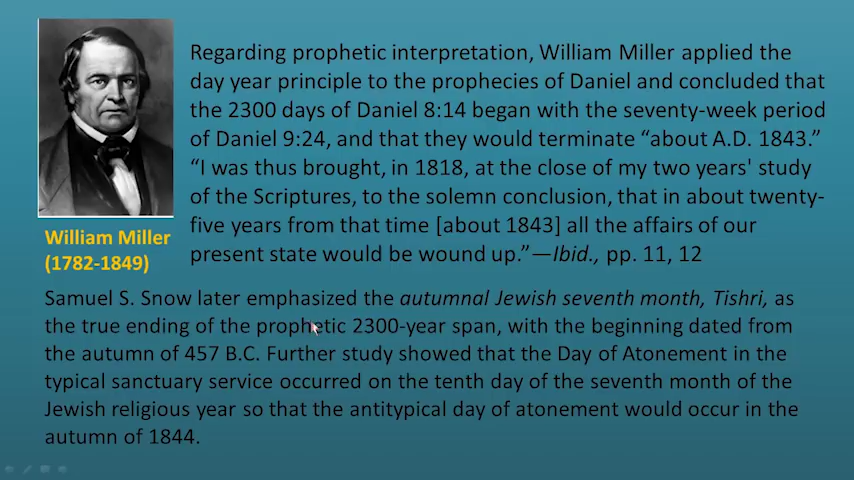 Regarding prophetic interpretation, William Miller applied the
day year principle to the prophecies of Daniel and concluded that
the 2300 days of Daniel 8:14 began with the seventy-week period
of Daniel 9:24, and that they would terminate “about A.D. 1843.”
“I was thus brought, in 1818, at the close of my two years' study
of the Scriptures, to the solemn conclusion, that in about twenty-
five years from that time [about 1843] all the affairs of our
present state would be wound up.”—Ibid., pp. 11, 12
William Miller
(1782-1849)
Samuel S. Snow later emphasized the autumnal Jewish seventh month, Tishri, as
the true ending of the prophetic 2300-year span, with the beginning dated from
the autumn of 457 B.C. Further study showed that the Day of Atonement in the
typical sanctuary service occurred on the tenth day of the seventh month of the
Jewish religious year so that the antitypical day of atonement would occur in the
autumn of 1844.